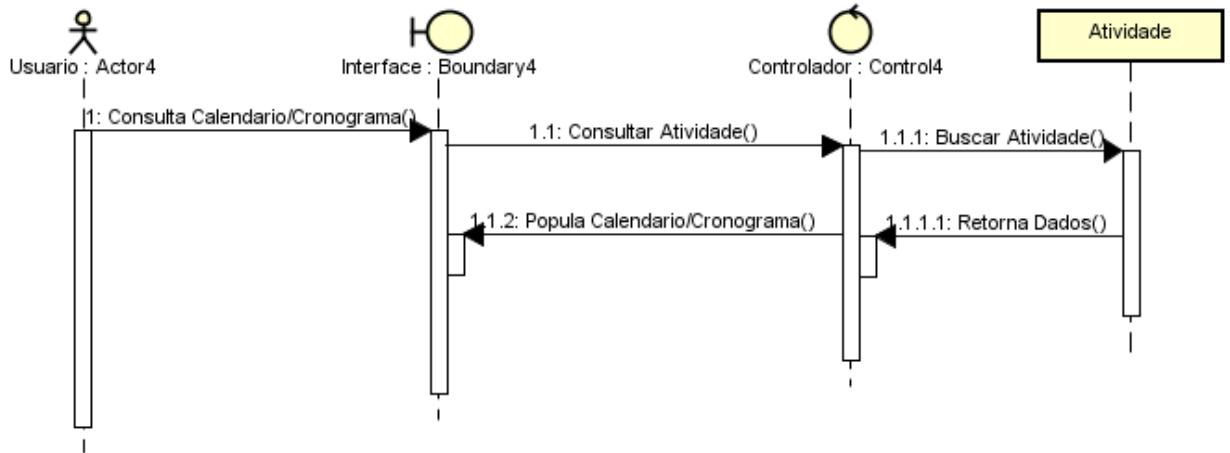 Usuario : Actor4
Interface : Boundary4
Controlador : Control4
Atividade
1: Consulta Calendario/Cronograma()
1.1: Consultar Atividade()
1.1.1: Buscar Atividade()
1.1.2: Popula Calendario/Cronograma()
1.1.1.1: Retorna Dados()